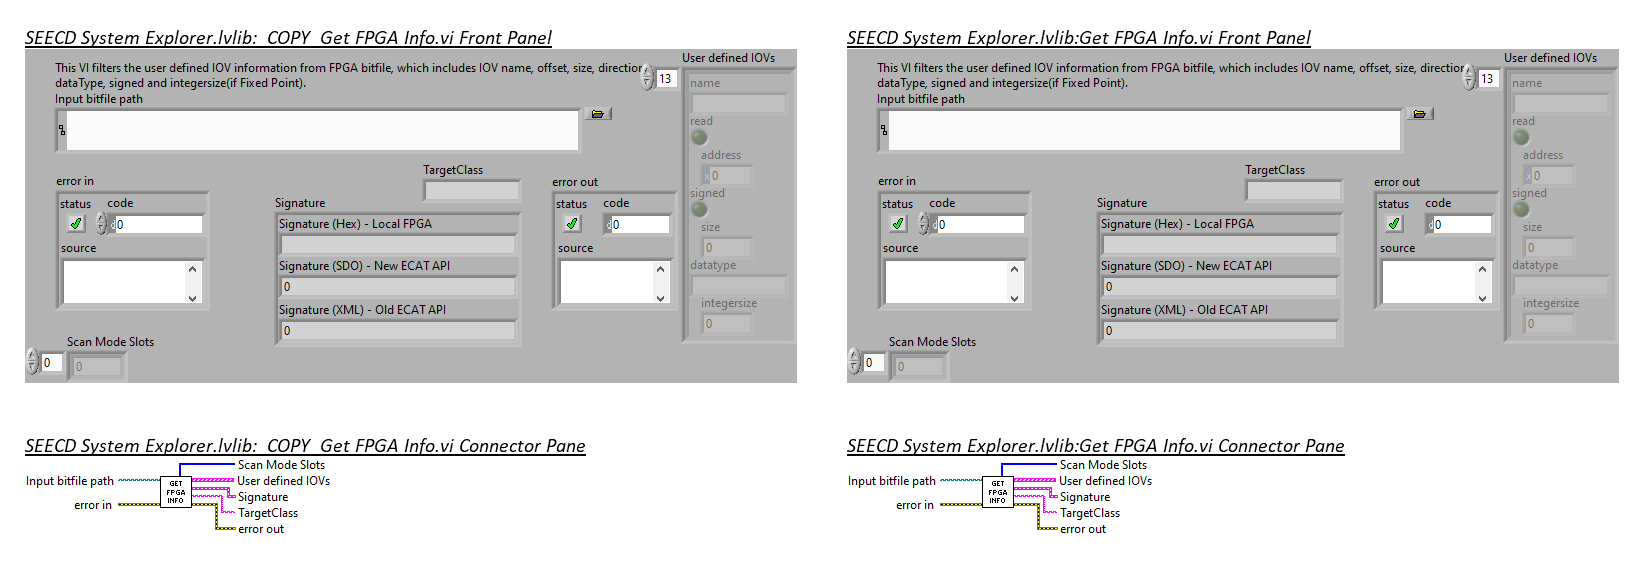 SEECD System Explorer.lvlib:_COPY_Get FPGA Info.vi Front Panel
This VI filters the user defined IOV information from FPGA bitfile, which includes IOV name, offset, size, direction
dataType, signed and integersize(if Fixed Point).
Input bitfile path
User defined IOVs
13
name
read
address
x 0
signed
size
0
datatype
integersize
0
TargetClass
error in
status code
d 0
source
Signature
Signature (Hex) - Local FPGA
Signature (SDO) - New ECAT API
0
Signature (XML) - Old ECAT API
0
error out
status code
d 0
source
Scan Mode Slots
0
0
SEECD System Explorer.lvlib:Get FPGA Info.vi Front Panel
This VI filters the user defined IOV information from FPGA bitfile, which includes IOV name, offset, size, direction
dataType, signed and integersize(if Fixed Point).
Input bitfile path
User defined IOVs
13
name
read
address
x 0
signed
size
0
datatype
integersize
0
TargetClass
error in
status code
d 0
source
Signature
Signature (Hex) - Local FPGA
Signature (SDO) - New ECAT API
0
Signature (XML) - Old ECAT API
0
error out
status code
d 0
source
Scan Mode Slots
0
0
SEECD System Explorer.lvlib:_COPY_Get FPGA Info.vi Connector Pane
Scan Mode Slots
Input bitfile path
User defined IOVs
GET
FPGA
INFO
Signature
error in
TargetClass
error out
SEECD System Explorer.lvlib:Get FPGA Info.vi Connector Pane
Scan Mode Slots
Input bitfile path
User defined IOVs
GET
FPGA
INFO
Signature
error in
TargetClass
error out